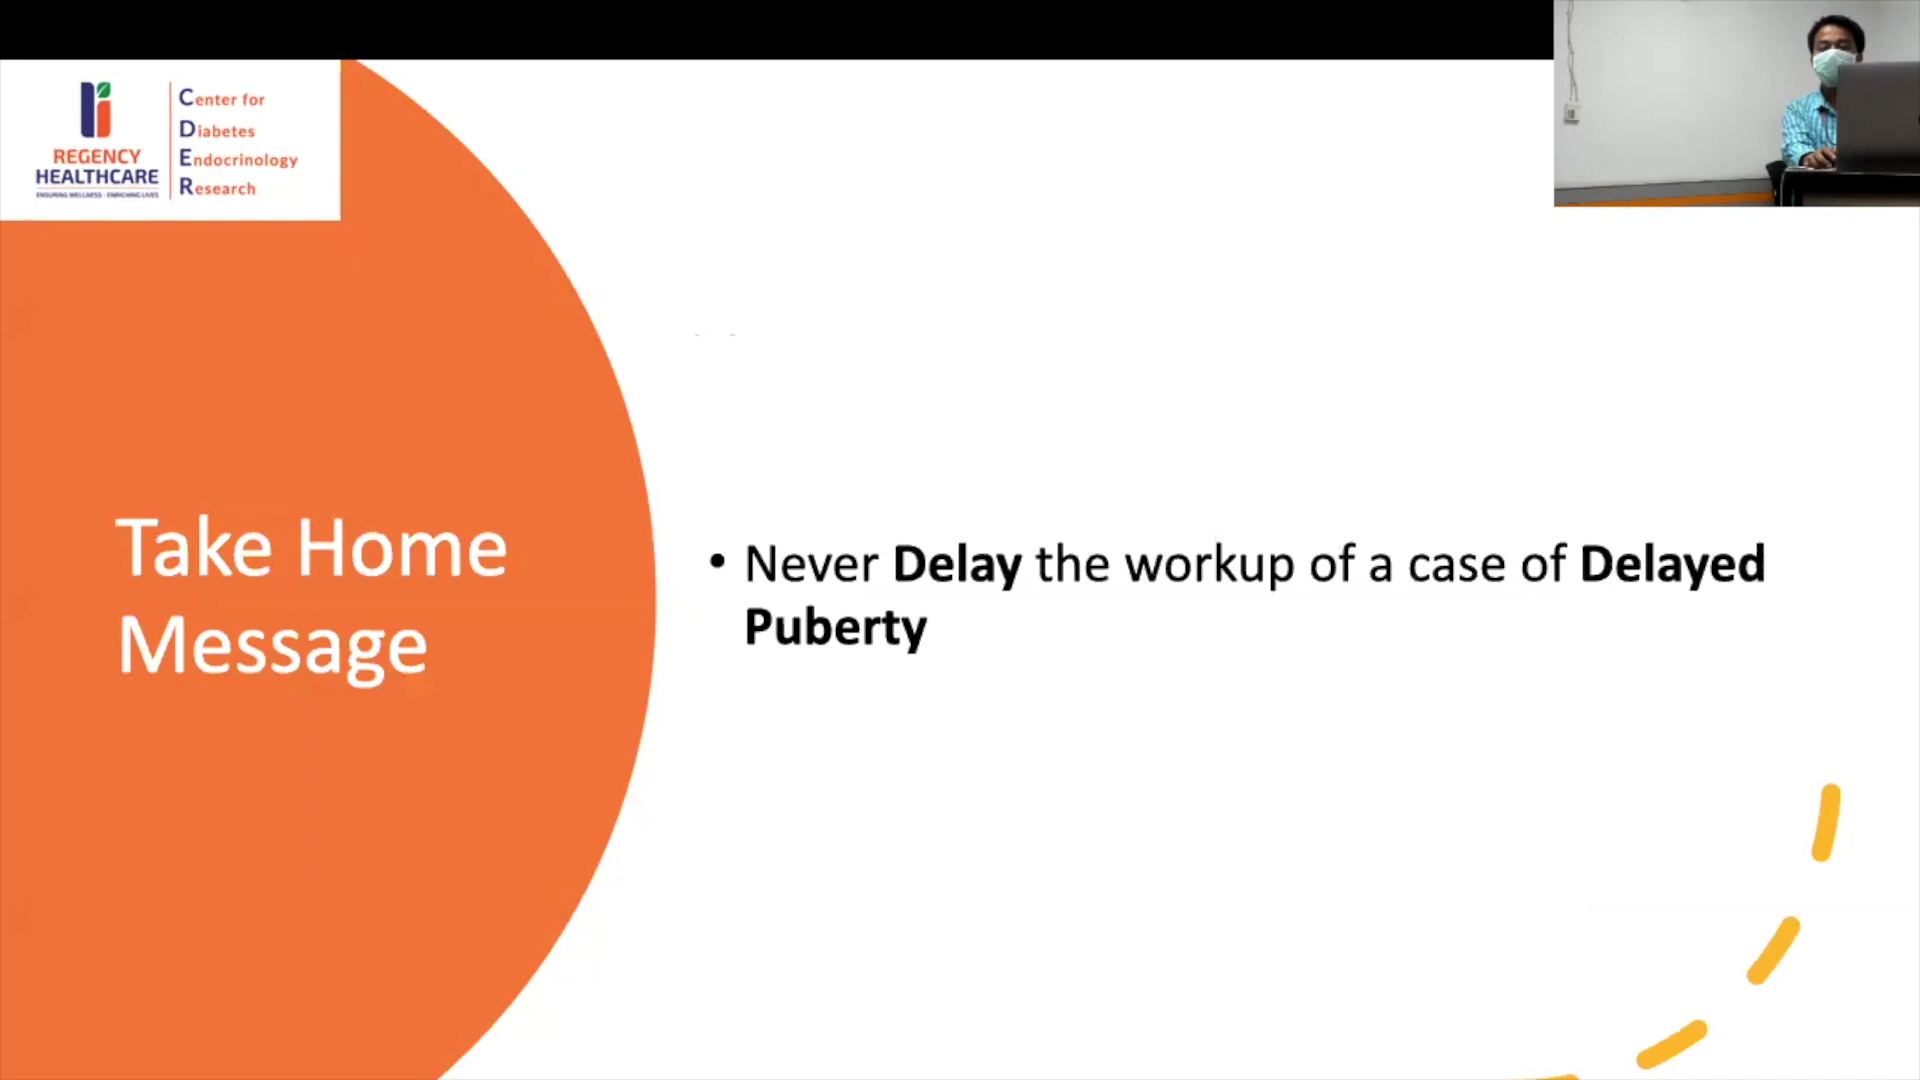 REGENCY
HEALTHCARE
ENSURING WELLNESS - ENRICHING LIVES
Center for
Diabetes
Endocrinology
Research
Take Home
Message
• Never Delay the workup of a case of Delayed
Puberty